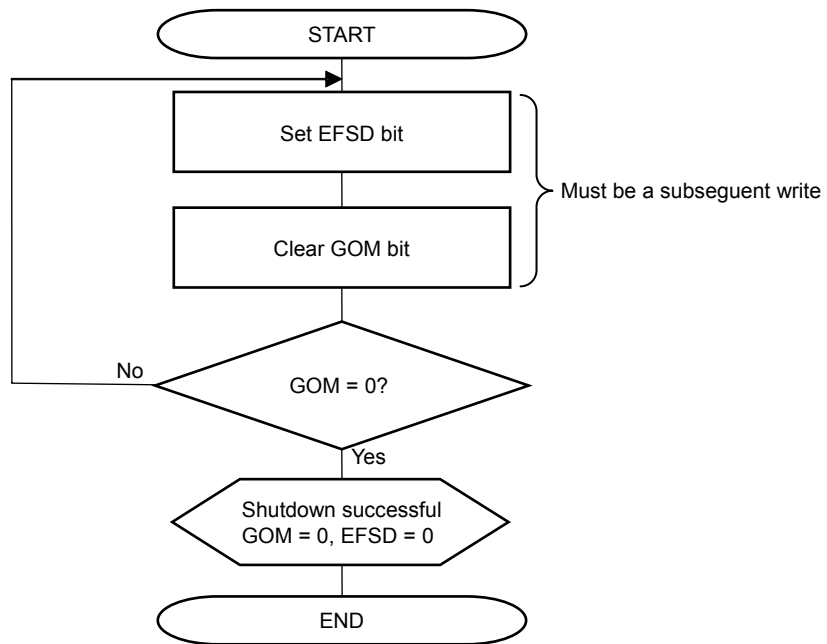 START
Set EFSD bit
Must be a subseguent write
Clear GOM bit
No
GOM = 0?
Yes
Shutdown successful
GOM = 0, EFSD = 0
END